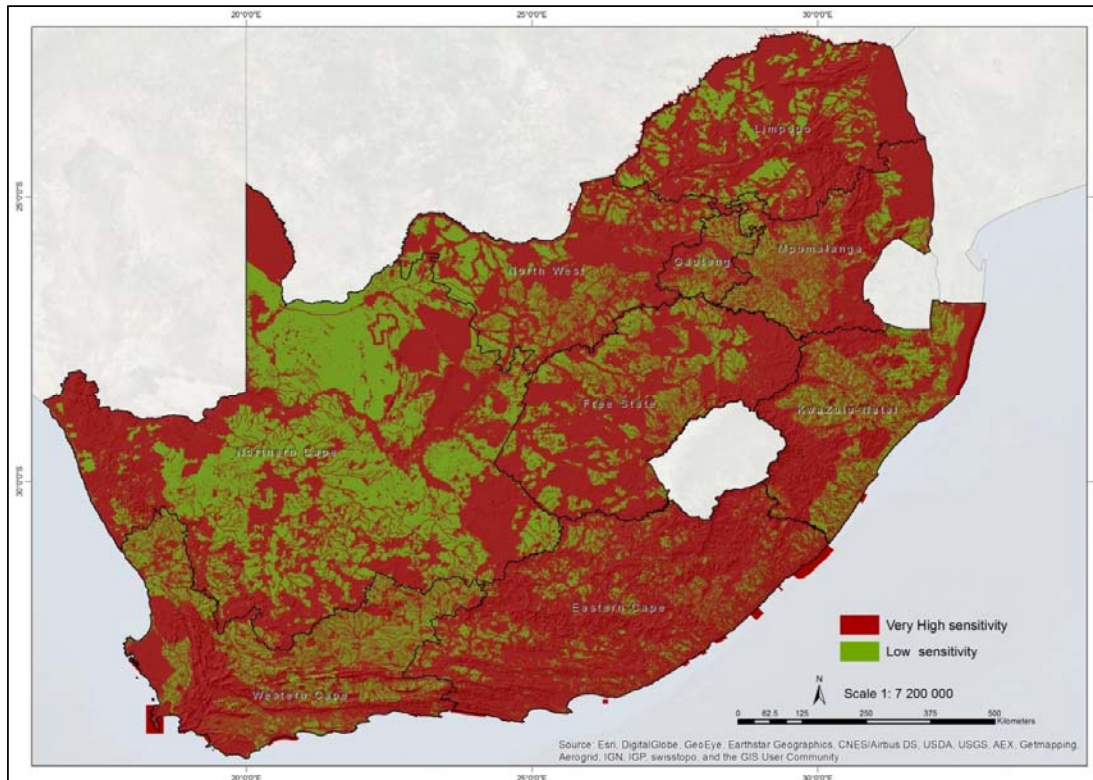 20°0'0"E 25°0'0"E 30°0'0"E
25°0'0"S
30°0'0"S
Limpopo
Mpumalanga
Gauteng
North West
Free State
KwaZulu-Natal
Northern Cape
Eastern Cape
Western Cape
Very High sensitivity
Low sensitivity
N
Scale 1: 7 200 000
0 62.5 125 250 375 500
Kilometers
Source: Esri, DigitalGlobe, GeoEye, Earthstar Geographics, CNES/Airbus DS, USDA, USGS, AEX, Getmapping,
Aerogrid, IGN, IGP, swisstopo, and the GIS User Community
20°0'0"E 25°0'0"E 30°0'0"E